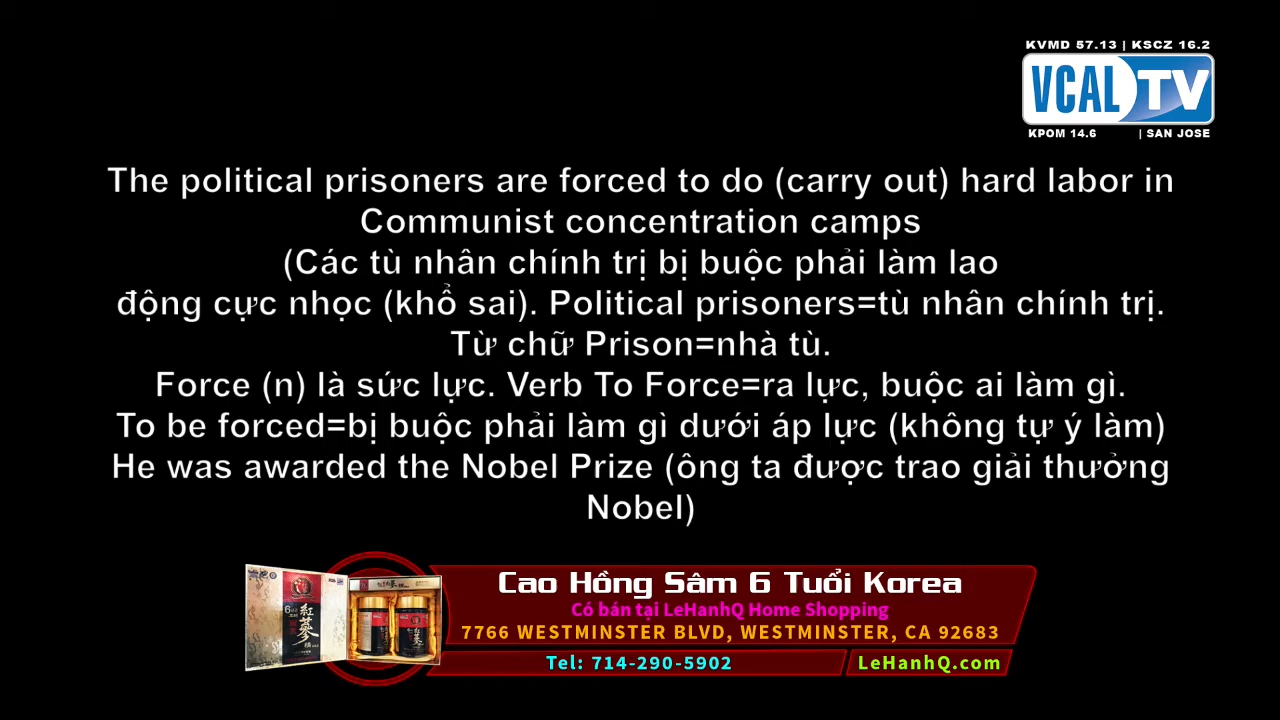 KVMD 57.13 | KSCZ 16.2
VCAL TV
KPOM 14.6 | SAN JOSE
The political prisoners are forced to do (carry out) hard labor in
Communist concentration camps
(Các tù nhân chính trị bị buộc phải làm lao
động cực nhọc (khổ sai). Political prisoners=tù nhân chính trị.
Từ chữ Prison=nhà tù.
Force (n) là sức lực. Verb To Force=ra lực, buộc ai làm gì.
To be forced=bị buộc phải làm gì dưới áp lực (không tự ý làm)
He was awarded the Nobel Prize (ông ta được trao giải thưởng
Nobel)
Cao Hồng Sâm 6 Tuổi Korea
Có bán tại LeHanhQ Home Shopping
7766 WESTMINSTER BLVD, WESTMINSTER, CA 92683
Tel: 714-290-5902
LeHanhQ.com
紅蔘